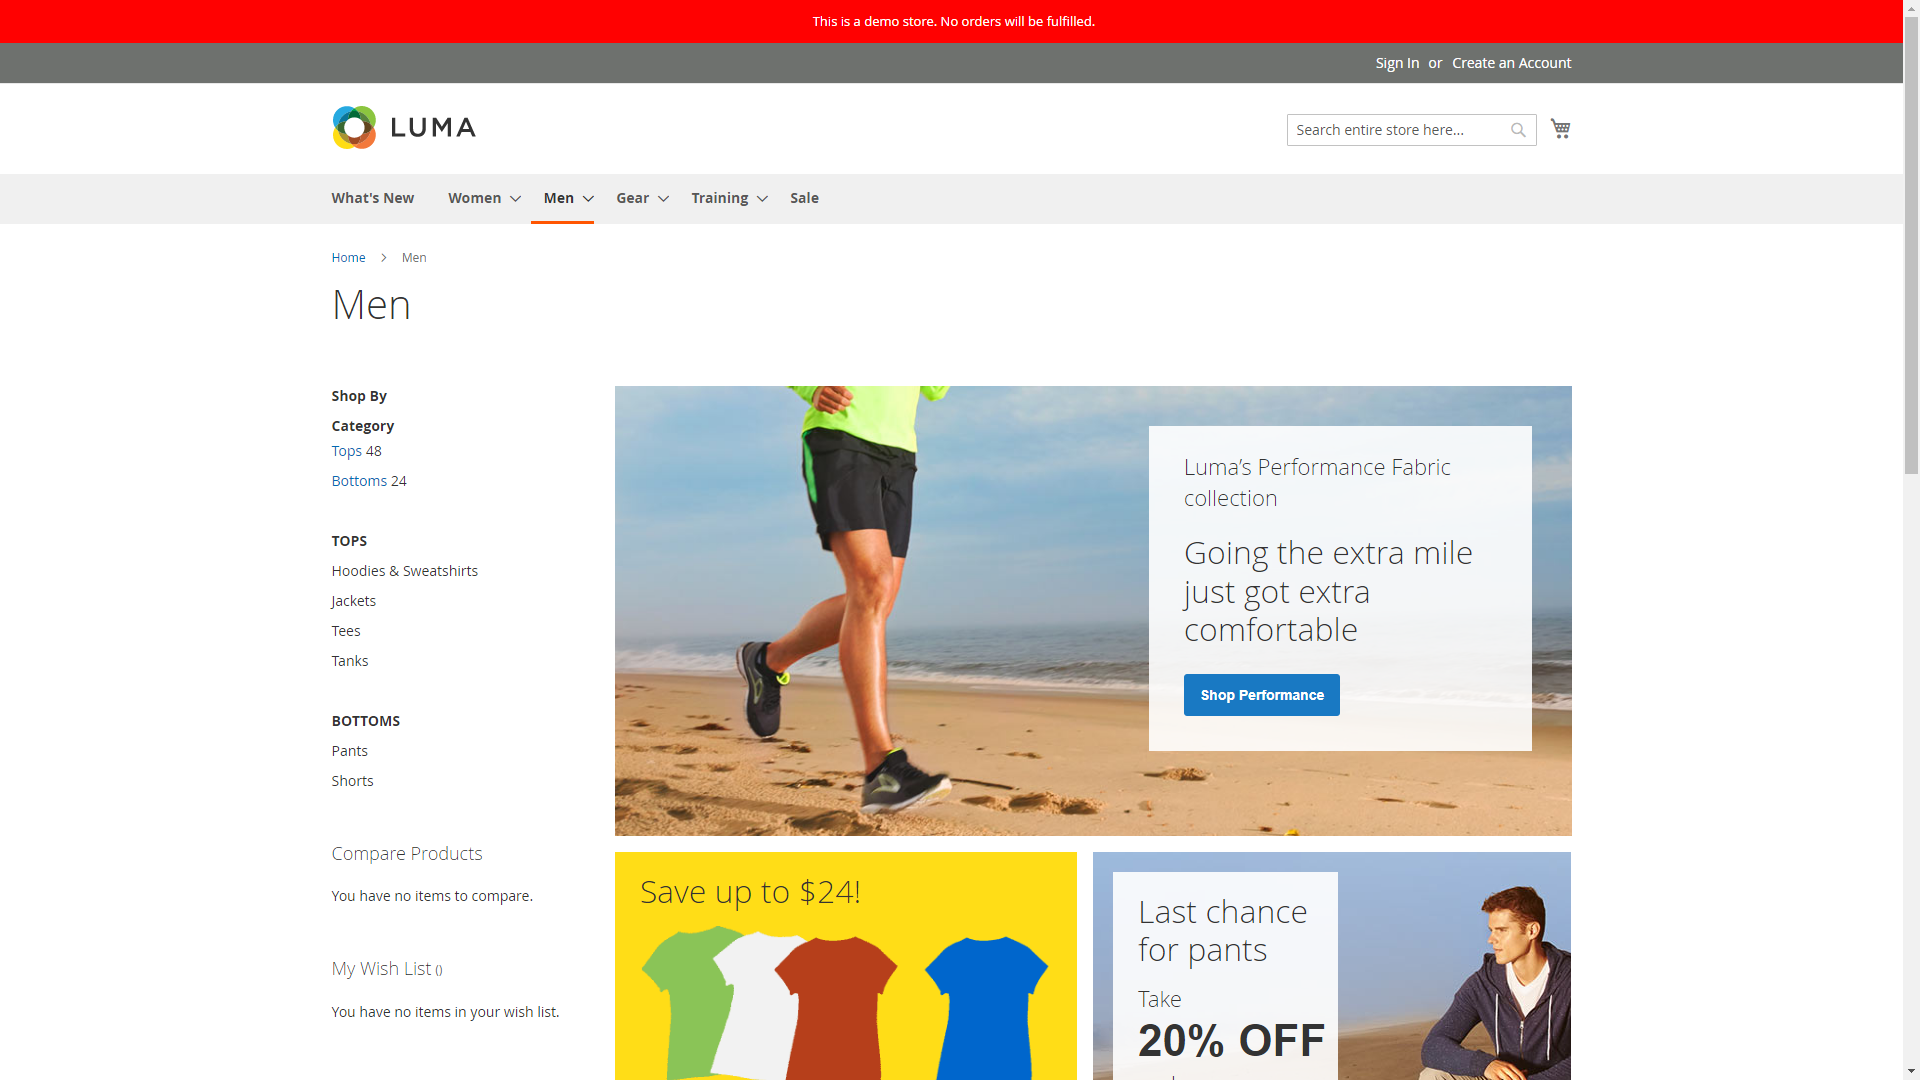 This is a demo store. No orders will be fulfilled.
Sign In or Create an Account
LUMA
Search entire store here...
What's New Women Men Gear Training Sale
Home > Men
Men
Shop By
Category
Tops 48
Bottoms 24
TOPS
Hoodies & Sweatshirts
Jackets
Tees
Tanks
BOTTOMS
Pants
Shorts
Compare Products
You have no items to compare.
My Wish List ()
You have no items in your wish list.
Luma’s Performance Fabric
collection
Going the extra mile
just got extra
comfortable
Shop Performance
Save up to $24!
Last chance
for pants
Take
20% OFF